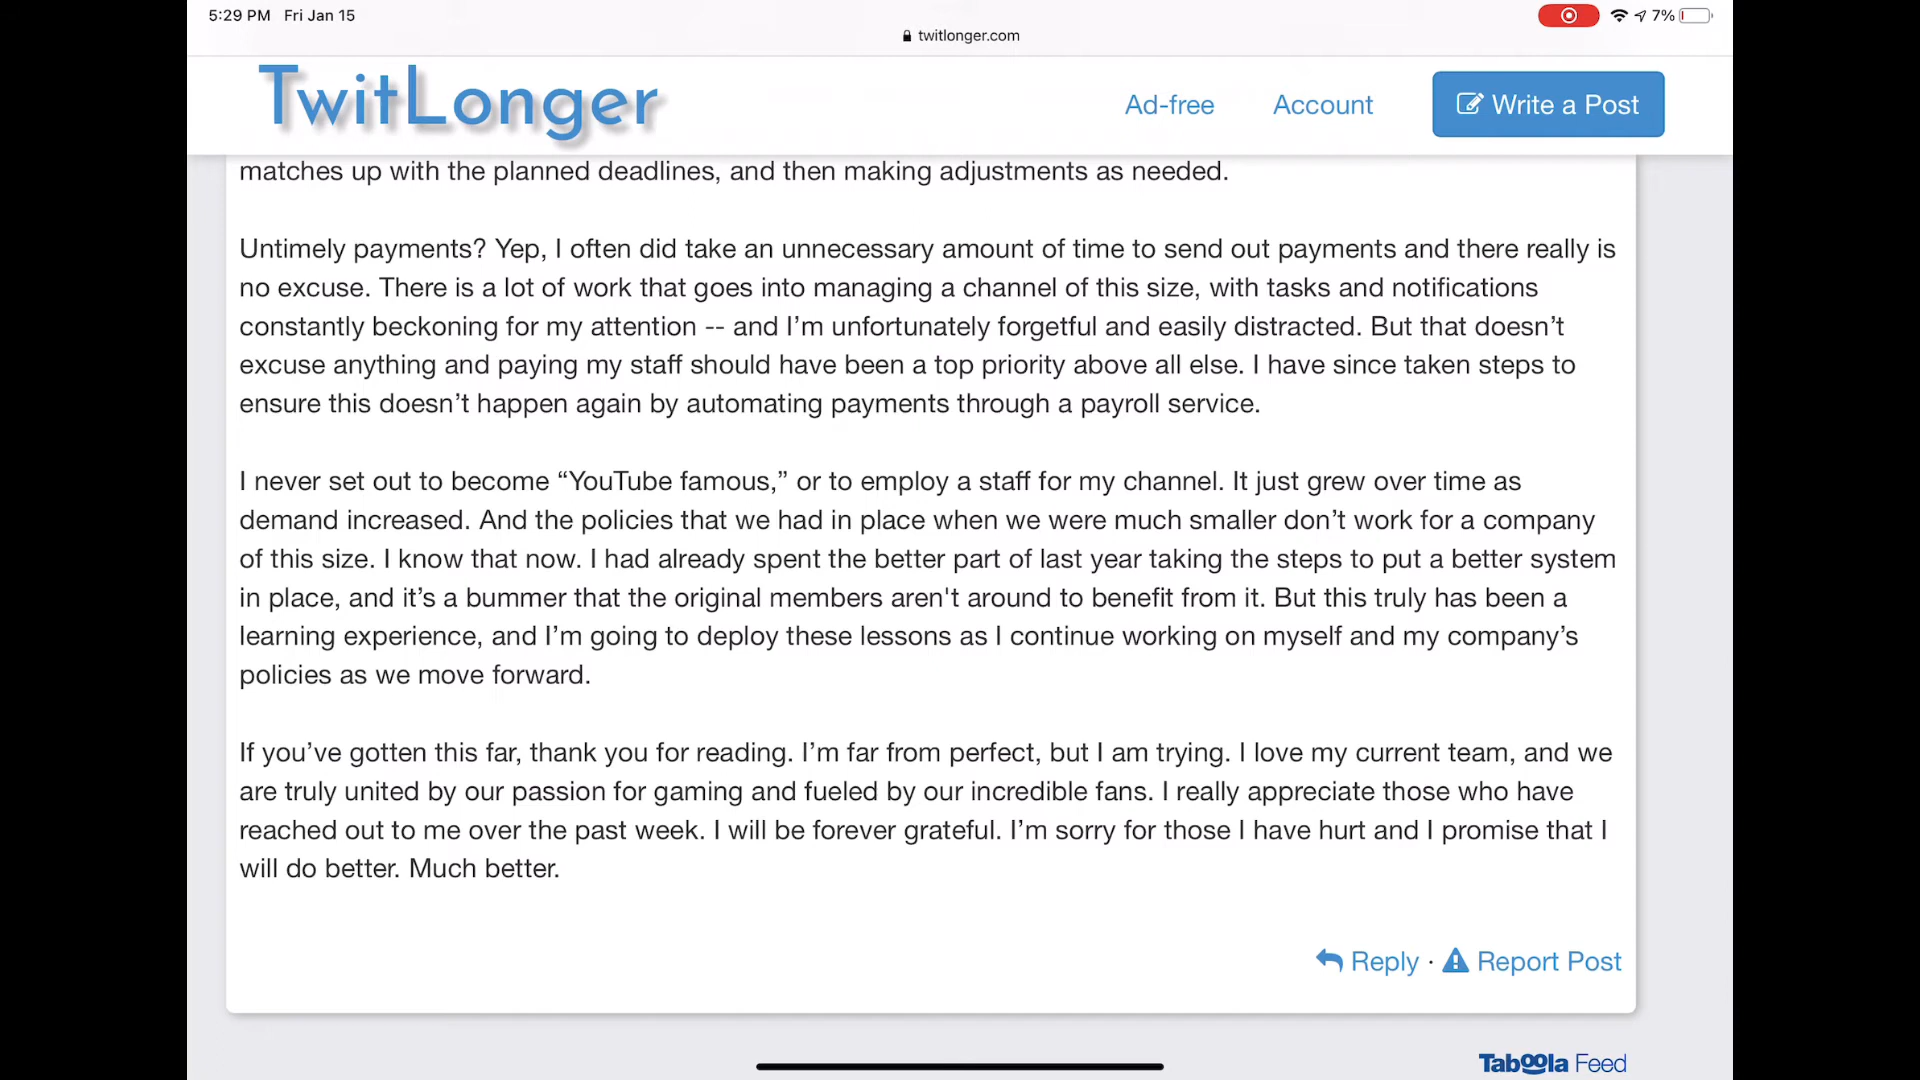 5:29 PM Fri Jan 15
7%
twitlonger.com
TwitLonger
Ad-free
Account
Write a Post
matches up with the planned deadlines, and then making adjustments as needed.
Untimely payments? Yep, I often did take an unnecessary amount of time to send out payments and there really is
no excuse. There is a lot of work that goes into managing a channel of this size, with tasks and notifications
constantly beckoning for my attention -- and I’m unfortunately forgetful and easily distracted. But that doesn’t
excuse anything and paying my staff should have been a top priority above all else. I have since taken steps to
ensure this doesn’t happen again by automating payments through a payroll service.
I never set out to become “YouTube famous,” or to employ a staff for my channel. It just grew over time as
demand increased. And the policies that we had in place when we were much smaller don’t work for a company
of this size. I know that now. I had already spent the better part of last year taking the steps to put a better system
in place, and it’s a bummer that the original members aren't around to benefit from it. But this truly has been a
learning experience, and I’m going to deploy these lessons as I continue working on myself and my company’s
policies as we move forward.
If you’ve gotten this far, thank you for reading. I’m far from perfect, but I am trying. I love my current team, and we
are truly united by our passion for gaming and fueled by our incredible fans. I really appreciate those who have
reached out to me over the past week. I will be forever grateful. I’m sorry for those I have hurt and I promise that I
will do better. Much better.
Reply · Report Post
Taboola Feed